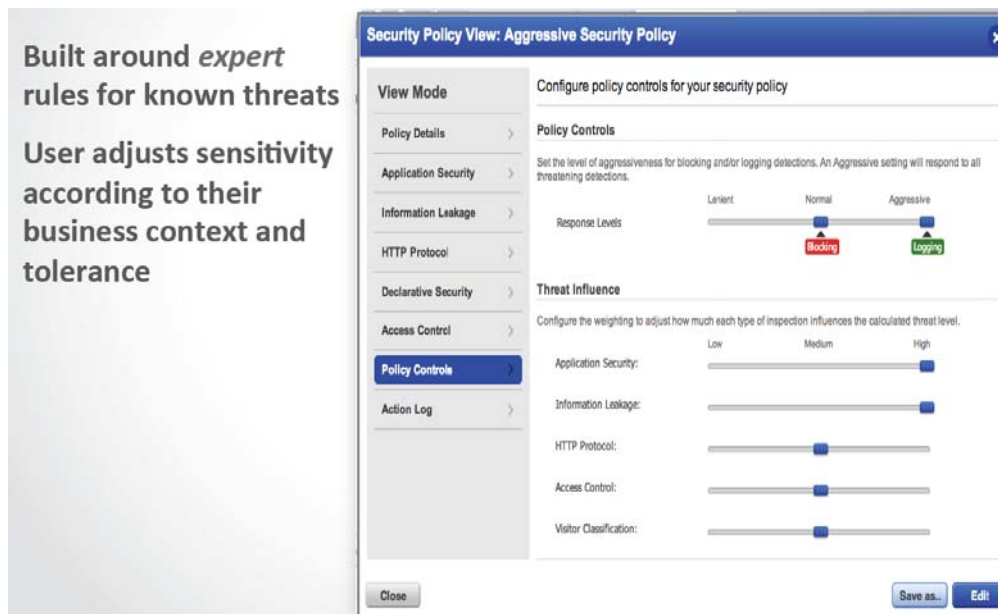 Built around expert
rules for known threats
User adjusts sensitivity
according to their
business context and
tolerance
Security Policy View: Aggressive Security Policy
View Mode
Policy Details
Application Security
Information Leakage
HTTP Protocol
Declarative Security
Access Control
Policy Controls
Action Log
Configure policy controls for your security policy
Policy Controls
Set the level of aggressiveness for blocking and/or logging detections. An Aggressive setting will respond to all
threatening detections.
Lenient Normal Aggressive
Response Levels
Blocking Logging
Threat Influence
Configure the weighting to adjust how much each type of inspection influences the calculated threat level.
Low Medium High
Application Security:
Information Leakage:
HTTP Protocol:
Access Control:
Visitor Classification:
Close Save as.. Edit